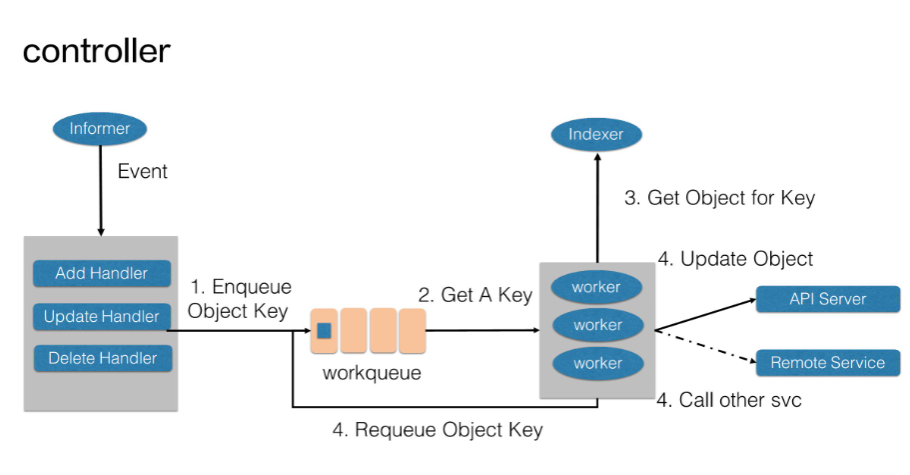 controller
Informer
Event
Add Handler
Update Handler
Delete Handler
1. Enqueue
Object Key
workqueue
2. Get A Key
Indexer
3. Get Object for Key
worker
worker
worker
4. Update Object
API Server
Remote Service
4. Call other svc
4. Requeue Object Key